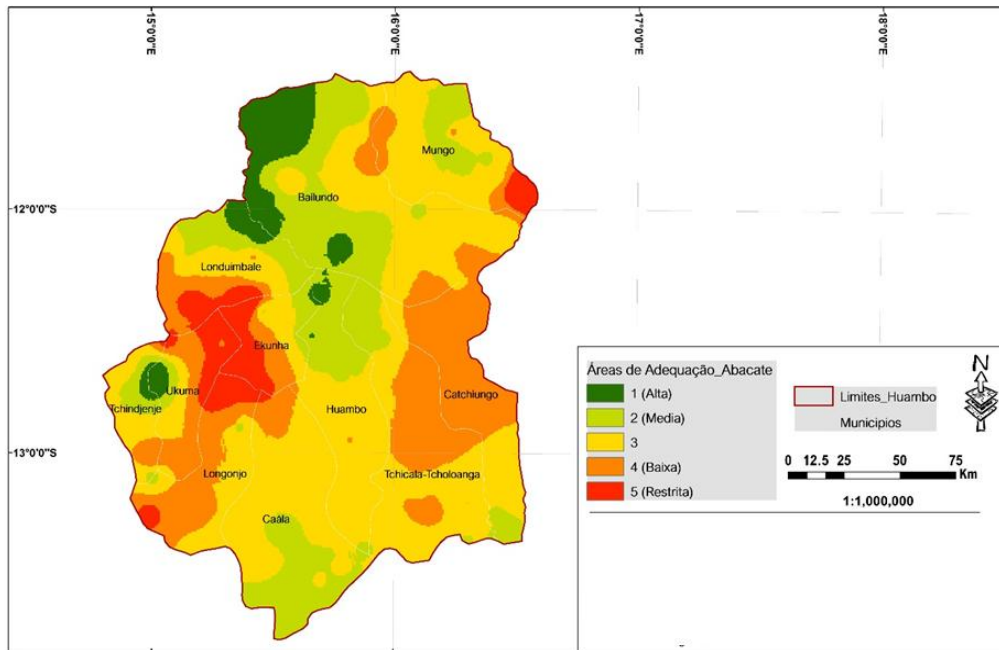 15°0'0"E
16°0'0"E
17°0'0"E
18°0'0"E
Mungo
Bailundo
12°0'0"S
Londuimbale
Ekunha
Ukuma
Tchindjenje
Huambo
Catchiungo
13°0'0"S
Longonjo
Tchicala-Tcholoanga
Caála
Áreas de Adequação_Abacate
1 (Alta)
2 (Media)
3
4 (Baixa)
5 (Restrita)
Limites_Huambo
Municipios
N
0 12.5 25 50 75
Km
1:1,000,000